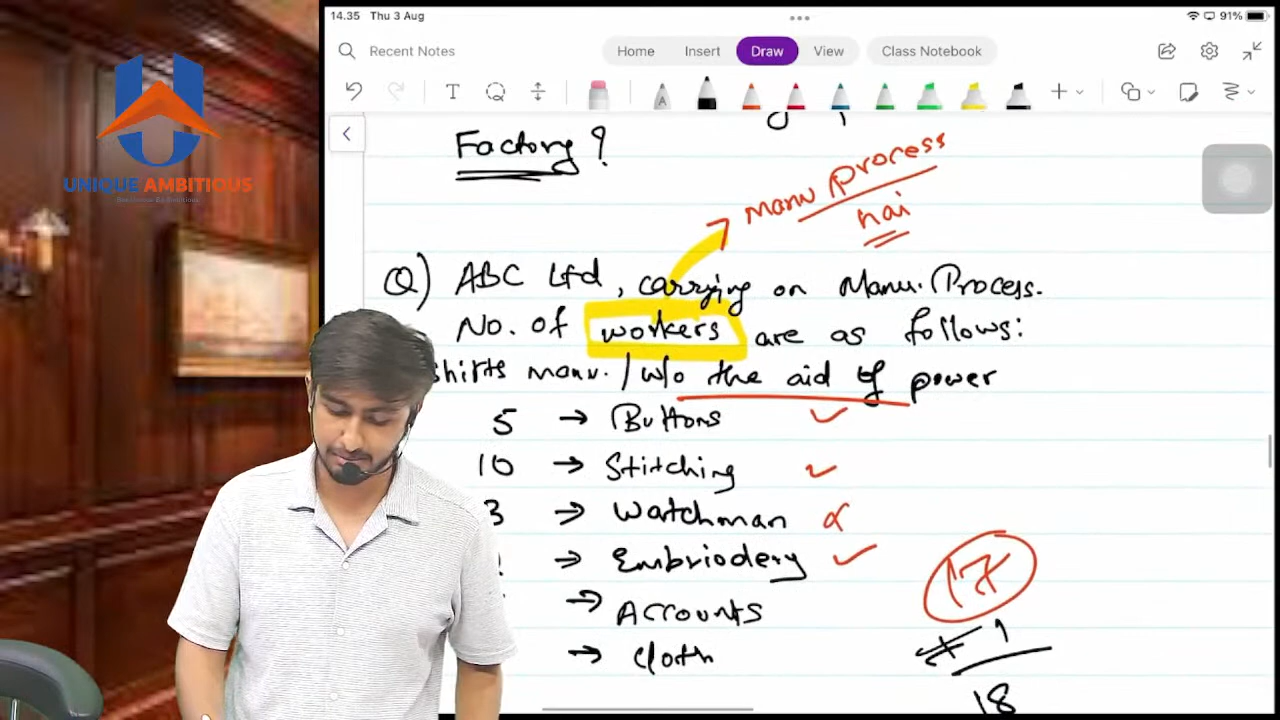 14.35 Thu 3 Aug
91%
Recent Notes
Home Insert Draw View Class Notebook
UNIQUE AMBITIOUS
Factory ?
Manu process
hai
Q) ABC Ltd, carrying on Manu. Process.
No. of workers are as follows:
shifts manu. / w/o the aid of power
5 → Buttons
10 → Stitching
3 → Watchman
→ Embriodery
→ Accounts
→ Cloth
17
1
18